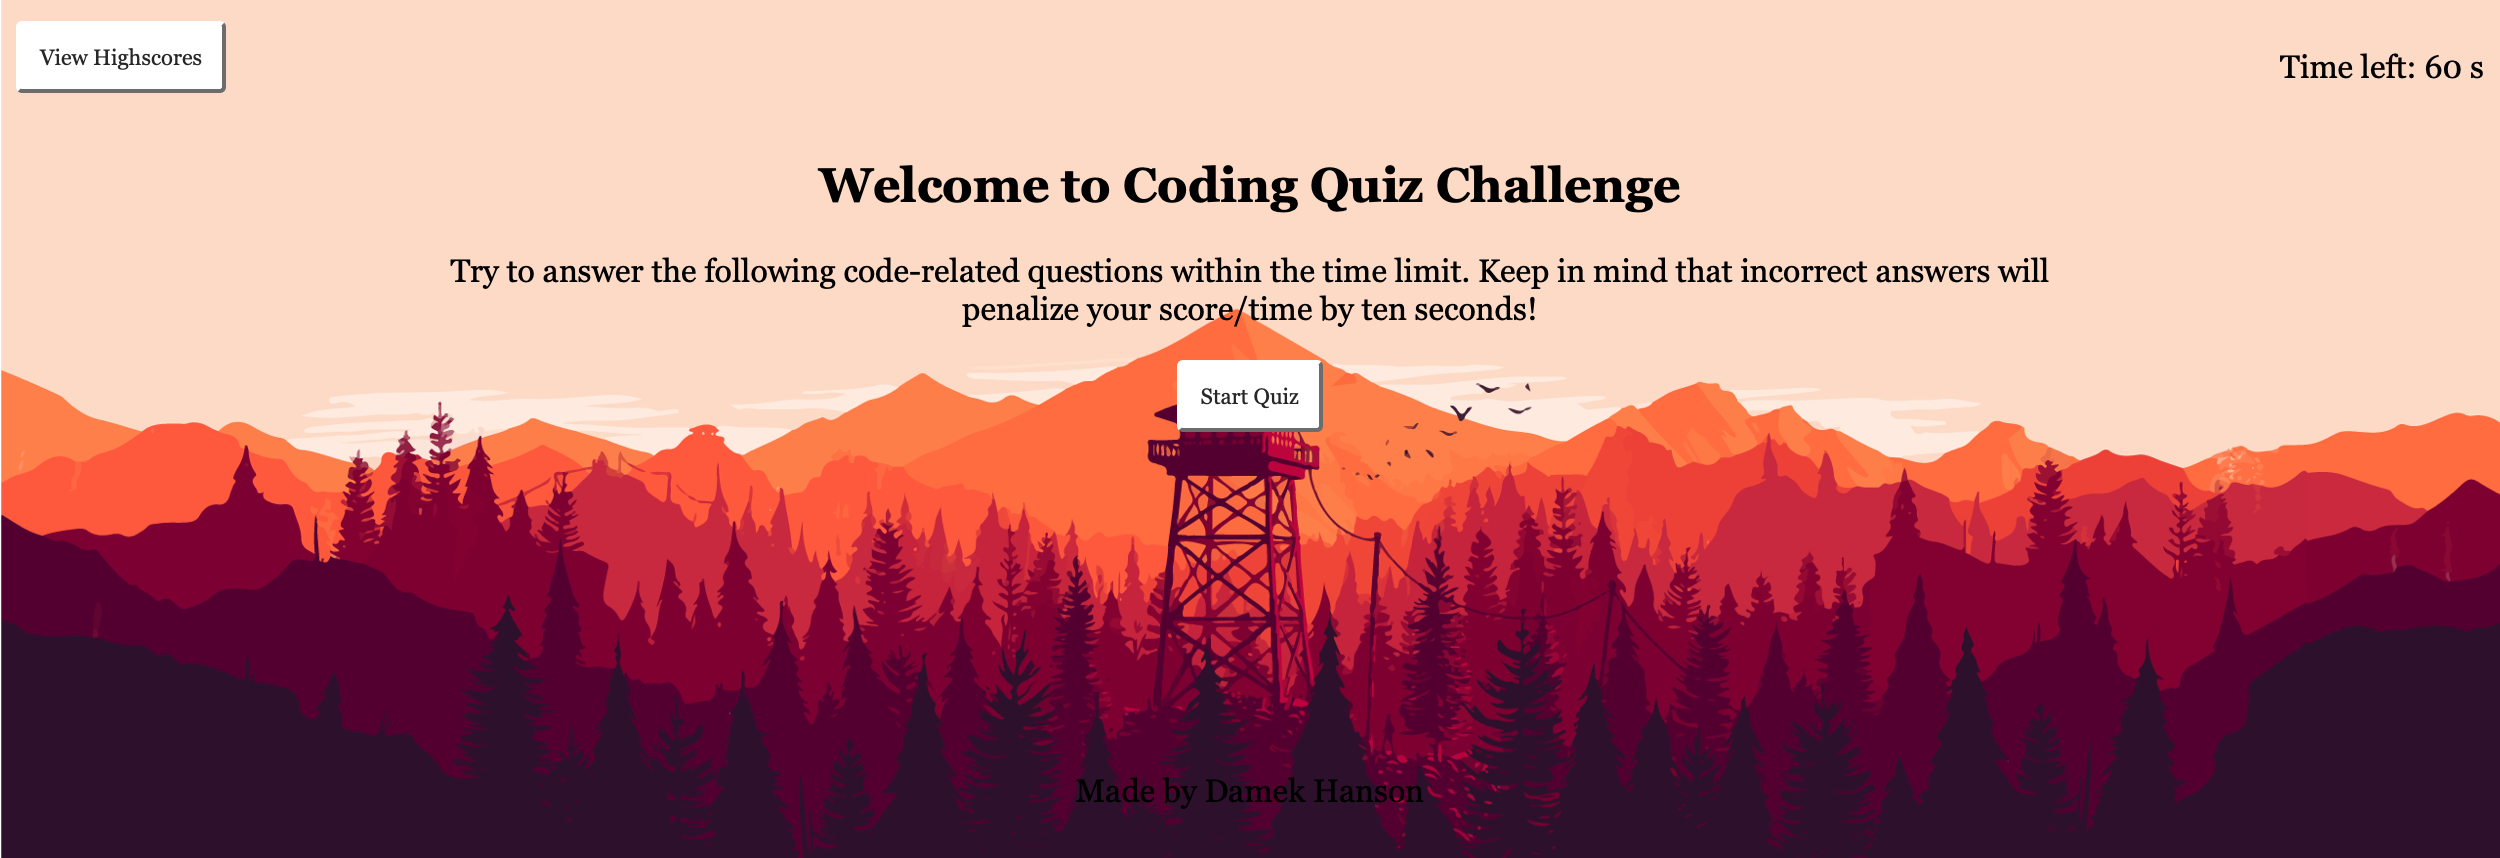 View Highscores
Time left: 60 s
Welcome to Coding Quiz Challenge
Try to answer the following code-related questions within the time limit. Keep in mind that incorrect answers will
penalize your score/time by ten seconds!
Start Quiz
Made by Damek Hanson